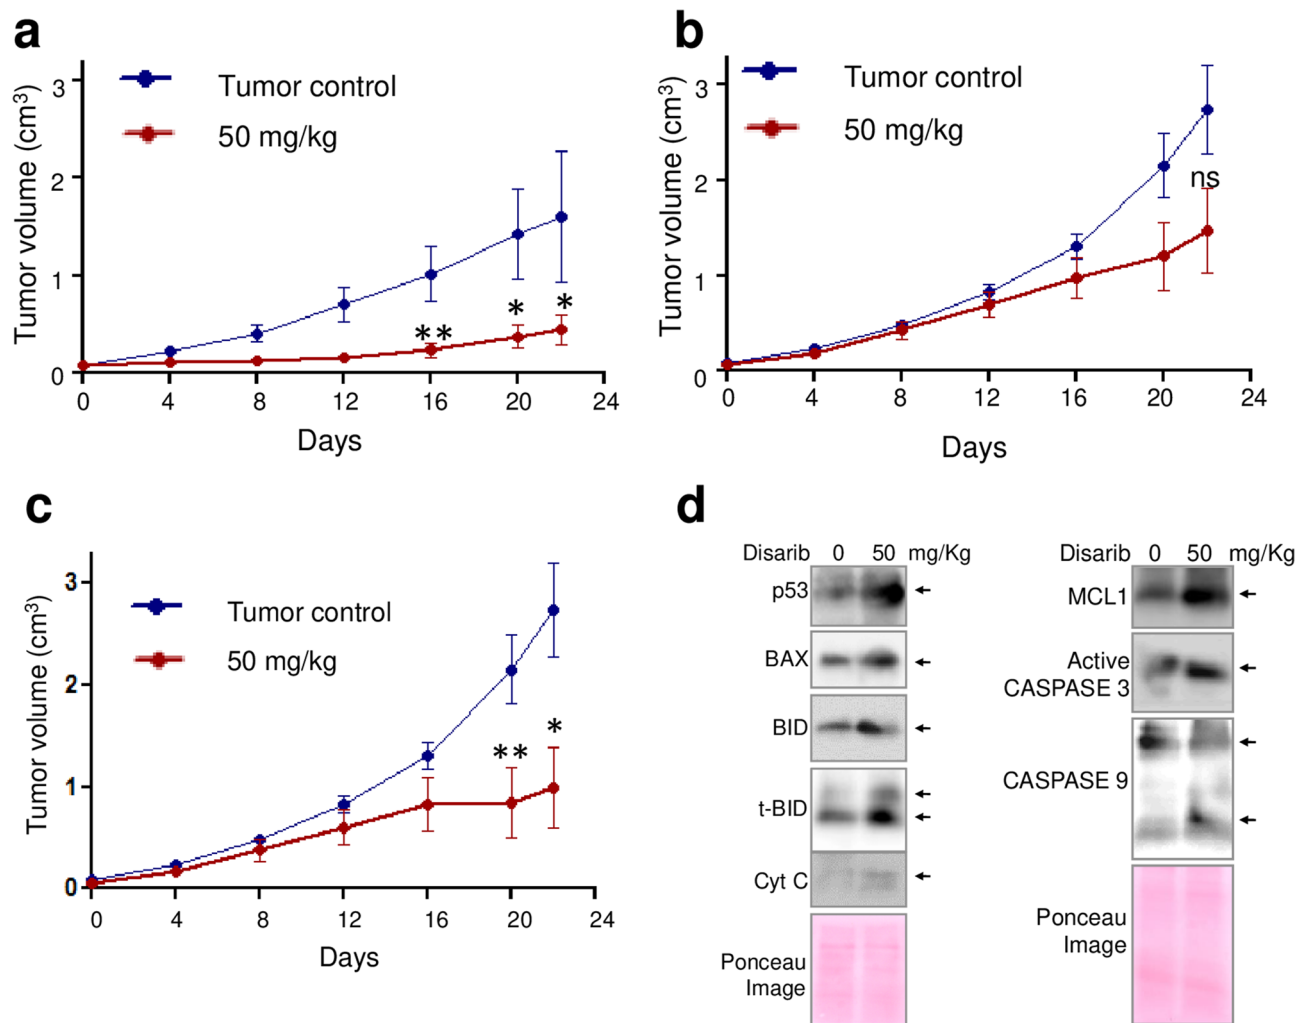 a
Tumor volume (cm³)
3
2
1
0
Tumor control
50 mg/kg
**
*
*
0 4 8 12 16 20 24
Days
b
Tumor volume (cm³)
3
2
1
0
Tumor control
50 mg/kg
ns
0 4 8 12 16 20 24
Days
c
Tumor volume (cm³)
3
2
1
0
Tumor control
50 mg/kg
**
*
0 4 8 12 16 20 24
Days
d
Disarib 0 50 mg/Kg
p53
BAX
BID
t-BID
Cyt C
Ponceau
Image
Disarib 0 50 mg/Kg
MCL1
Active
CASPASE 3
CASPASE 9
Ponceau
Image